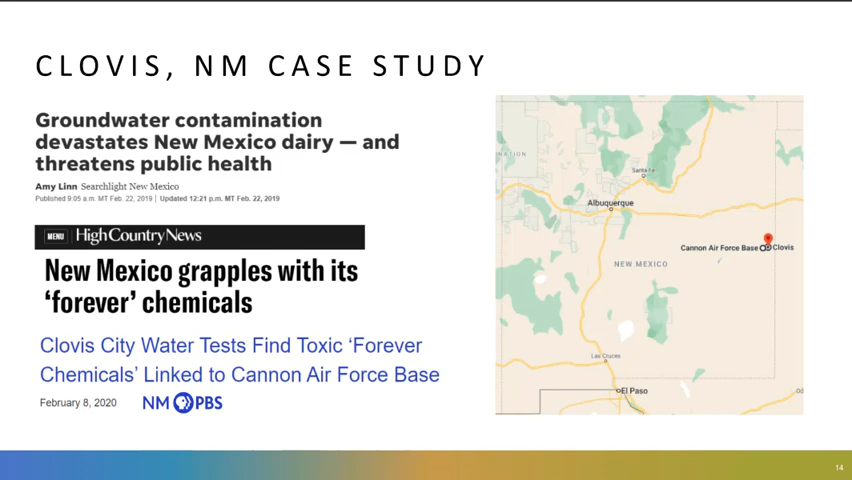 CLOVIS, NM CASE STUDY
Groundwater contamination
devastates New Mexico dairy — and
threatens public health
Amy Linn Searchlight New Mexico
Published 9:05 a.m. MT Feb. 22, 2019 | Updated 12:21 p.m. MT Feb. 22, 2019
MENU High Country News
New Mexico grapples with its
‘forever’ chemicals
Clovis City Water Tests Find Toxic ‘Forever
Chemicals’ Linked to Cannon Air Force Base
February 8, 2020 NM PBS
NATION
Santa Fe
Albuquerque
Cannon Air Force Base Clovis
NEW MEXICO
Las Cruces
El Paso
14